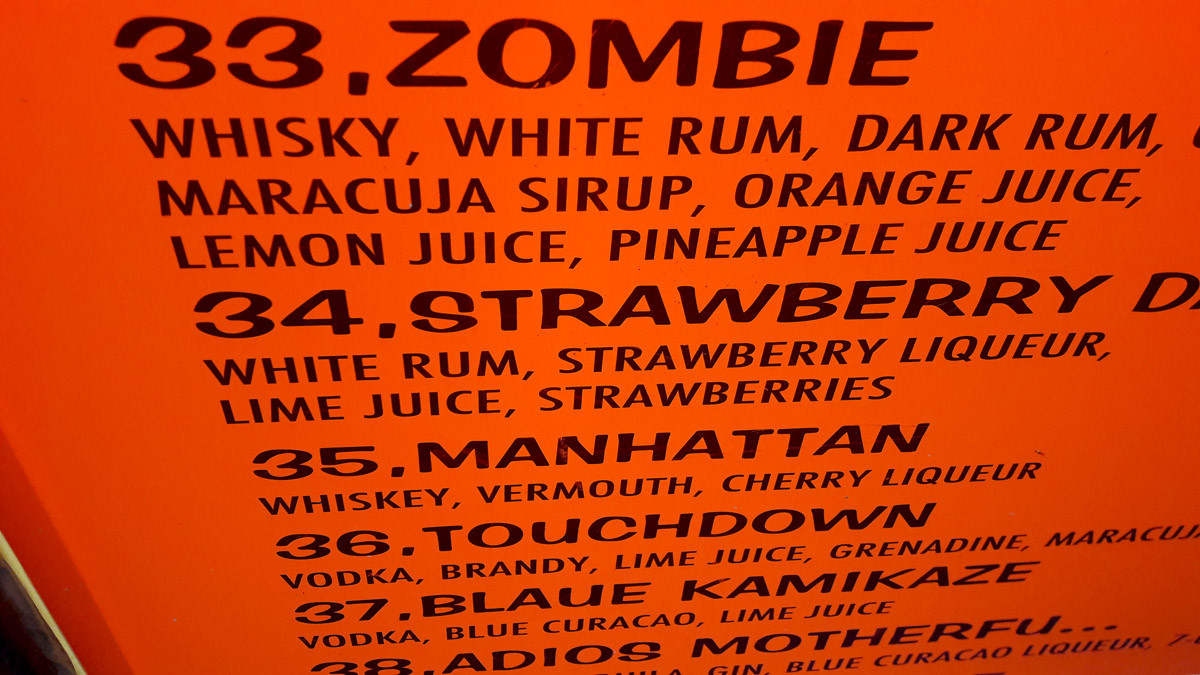 33.ZOMBIE
WHISKY, WHITE RUM, DARK RUM,
MARACUJA SIRUP, ORANGE JUICE,
LEMON JUICE, PINEAPPLE JUICE
34.STRAWBERRY
WHITE RUM, STRAWBERRY LIQUEUR,
LIME JUICE, STRAWBERRIES
35.MANHATTAN
WHISKEY, VERMOUTH, CHERRY LIQUEUR
36.TOUCHDOWN
VODKA, BRANDY, LIME JUICE, GRENADINE, MARACUJA
37.BLAUE KAMIKAZE
VODKA, BLUE CURACAO, LIME JUICE
38.ADIOS MOTHERFU...
GIN, BLUE CURACAO LIQUEUR,